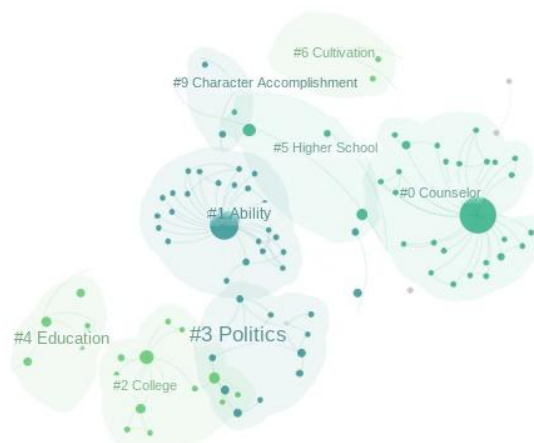 #6 Cultivation
#9 Character Accomplishment
#5 Higher School
#0 Counselor
#1 Ability
#3 Politics
#4 Education
#2 College